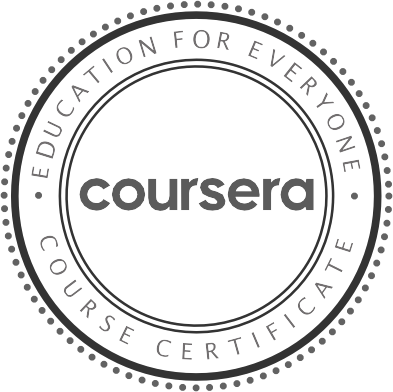 EDUCATION FOR EVERYONE
coursera
COURSE CERTIFICATE